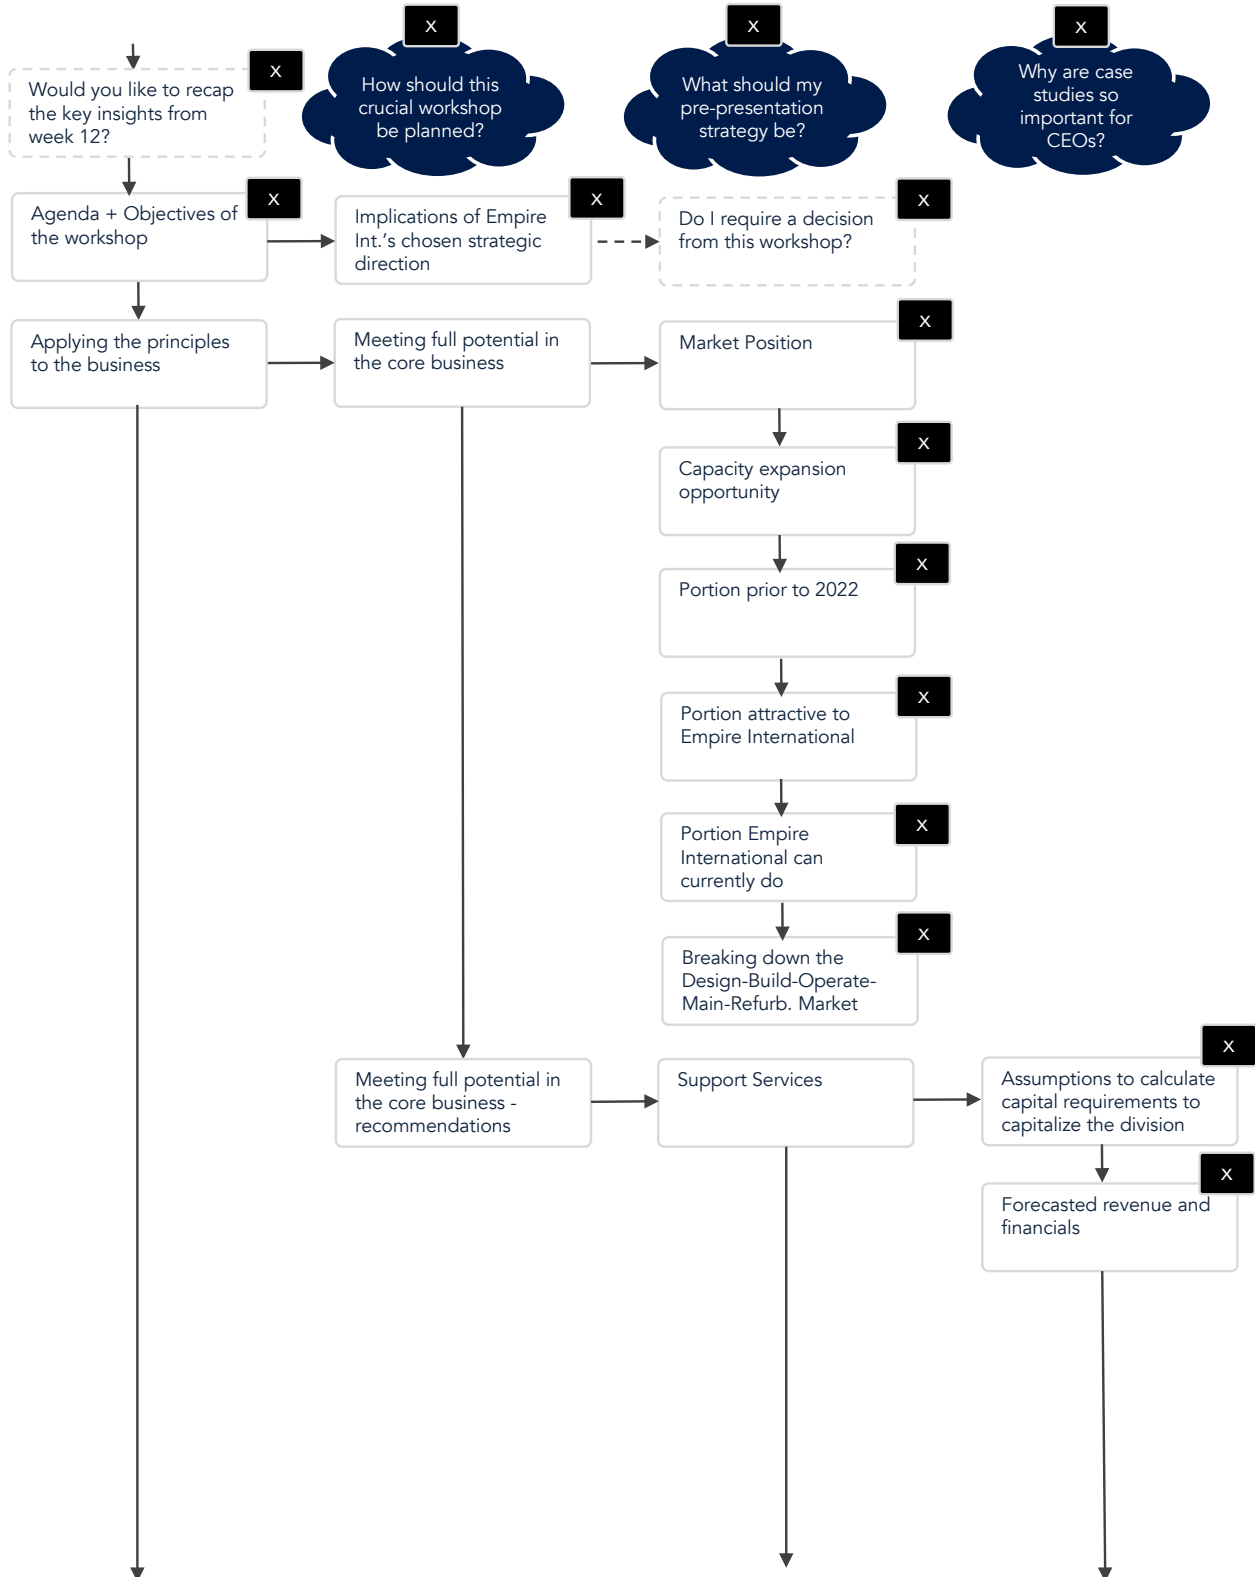 X
X
X
X
How should this
crucial workshop
be planned?
What should my
pre-presentation
strategy be?
Why are case
studies so
important for
CEOs?
Would you like to recap
the key insights from
week 12?
X
X
X
Agenda + Objectives of
the workshop
Implications of Empire
Int.'s chosen strategic
direction
Do I require a decision
from this workshop?
Applying the principles
to the business
Meeting full potential in
the core business
X
Market Position
X
Capacity expansion
opportunity
X
Portion prior to 2022
X
Portion attractive to
Empire International
X
Portion Empire
International can
currently do
X
Breaking down the
Design-Build-Operate-
Main-Refurb. Market
Meeting full potential in
the core business -
recommendations
Support Services
X
Assumptions to calculate
capital requirements to
capitalize the division
X
Forecasted revenue and
financials